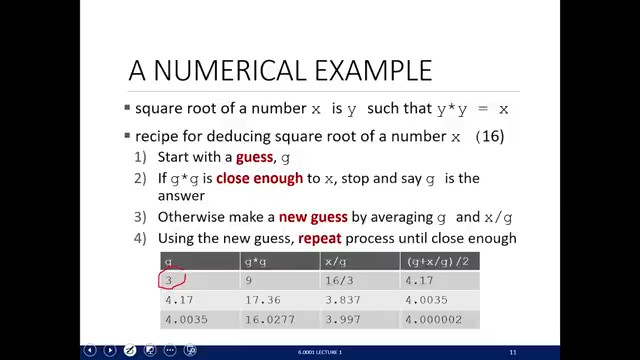 A NUMERICAL EXAMPLE
▪ square root of a number x is y such that y*y = x
▪ recipe for deducing square root of a number x (16)
1) Start with a guess, g
2) If g*g is close enough to x, stop and say g is the
answer
3) Otherwise make a new guess by averaging g and x/g
4) Using the new guess, repeat process until close enough
g g*g x/g (g+x/g)/2
3 9 16/3 4.17
4.17 17.36 3.837 4.0035
4.0035 16.0277 3.997 4.000002
6.0001 LECTURE 1 11